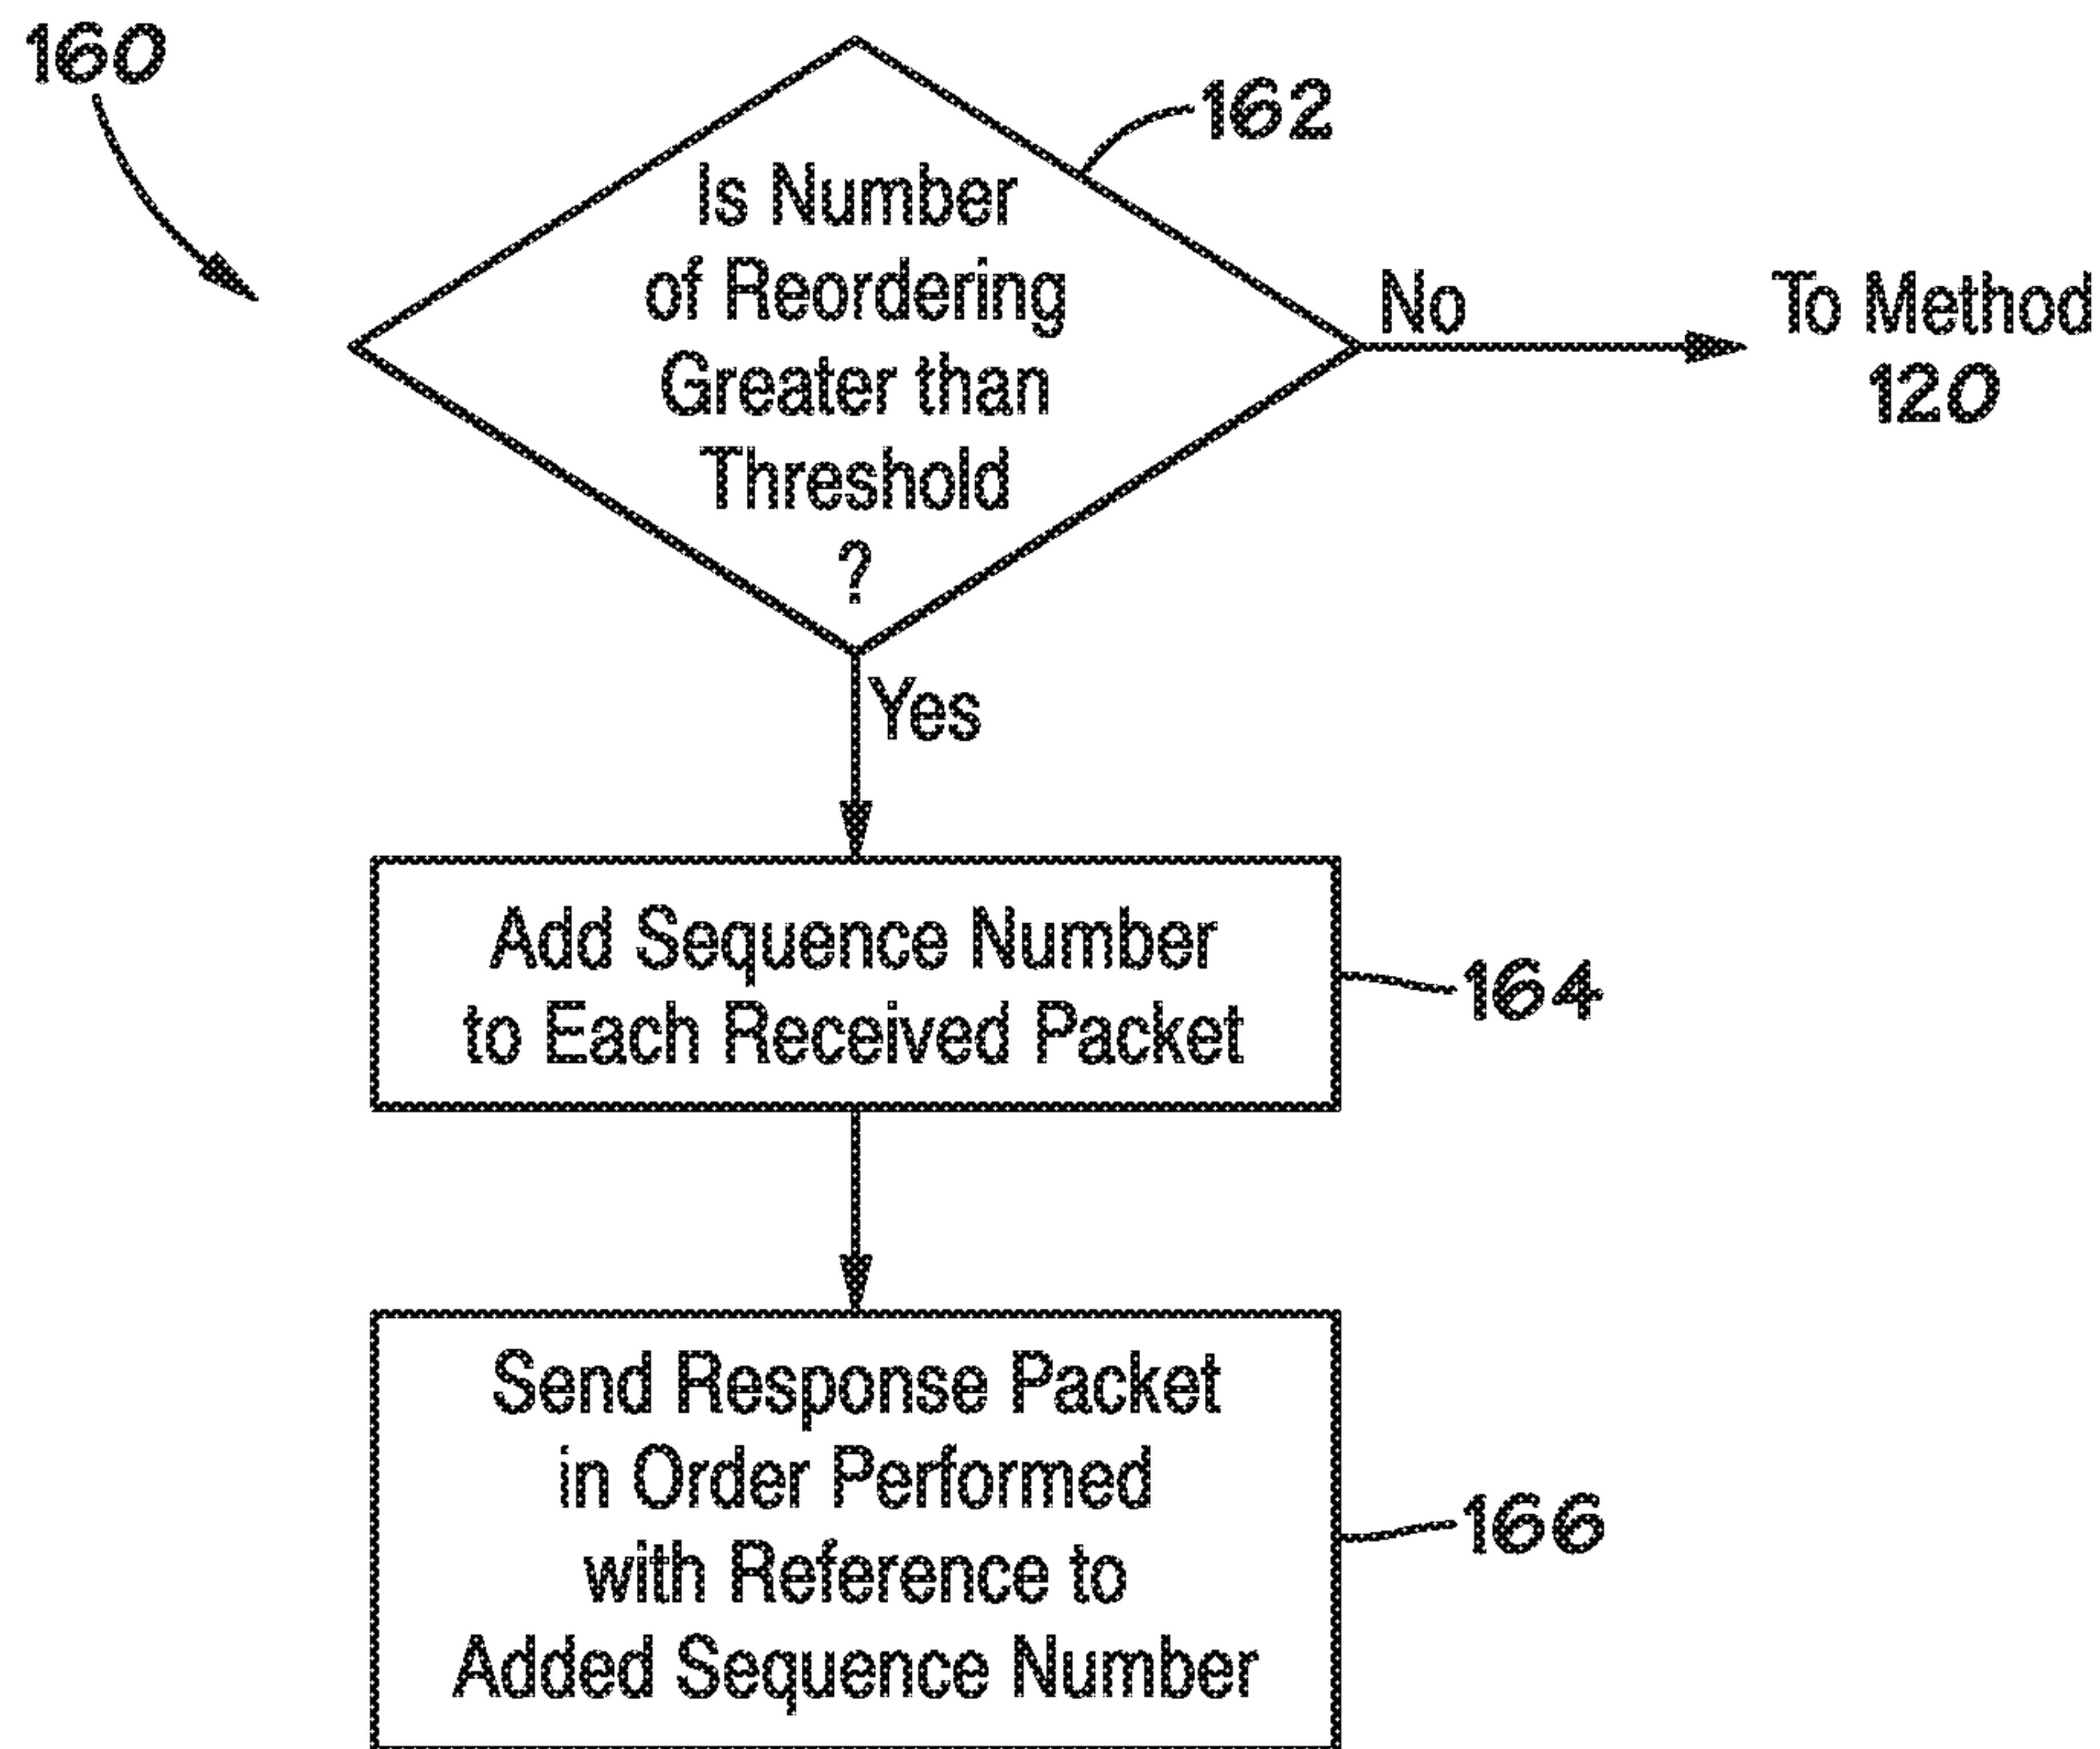 160
162
Is Number
of Reordering
Greater than
Threshold
?
No
To Method
120
Yes
Add Sequence Number
to Each Received Packet
164
Send Response Packet
in Order Performed
with Reference to
Added Sequence Number
166